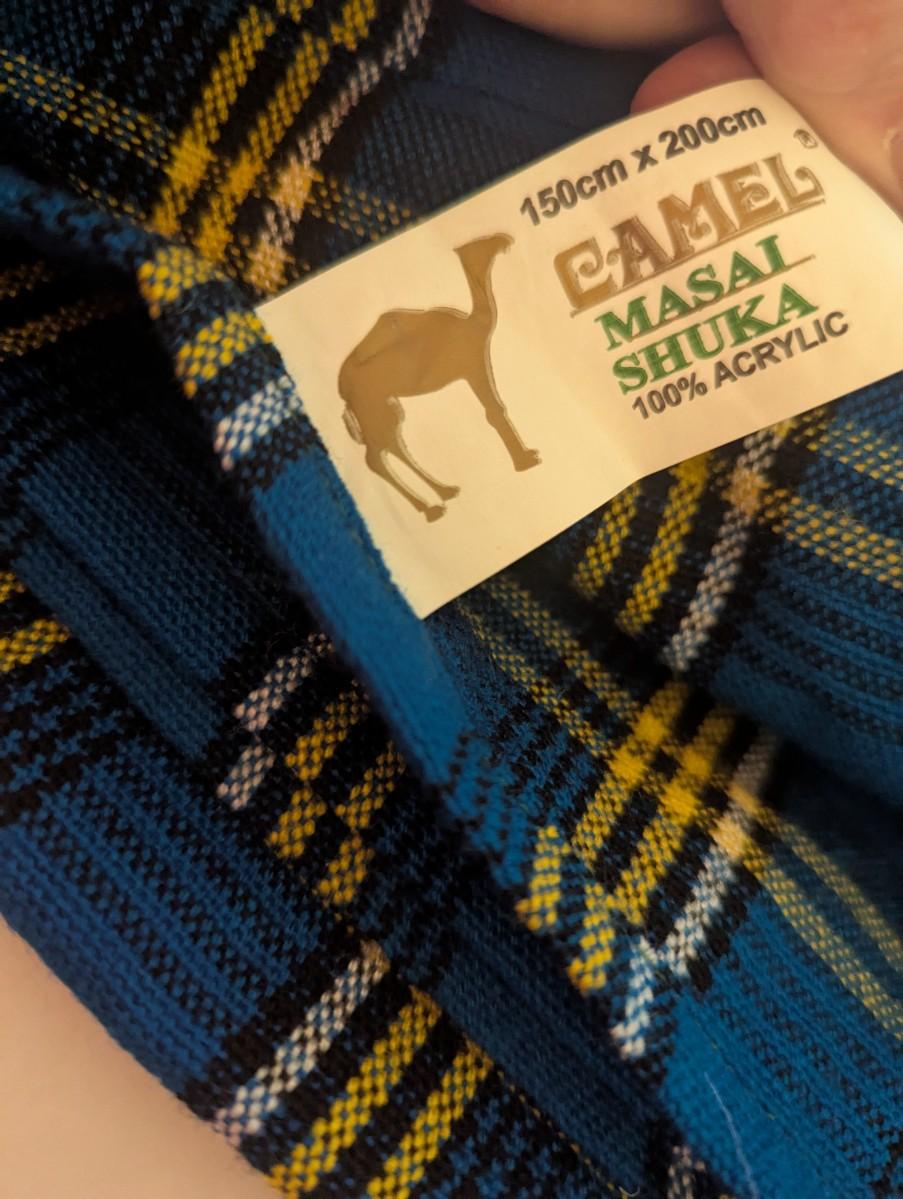 150cm x 200cm
CAMEL®
MASAI
SHUKA
100% ACRYLIC